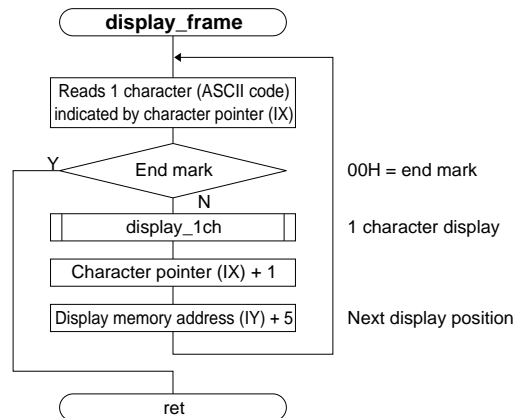 display_frame
Reads 1 character (ASCII code)
indicated by character pointer (IX)
Y
End mark
00H = end mark
N
display_1ch
1 character display
Character pointer (IX) + 1
Display memory address (IY) + 5
Next display position
ret